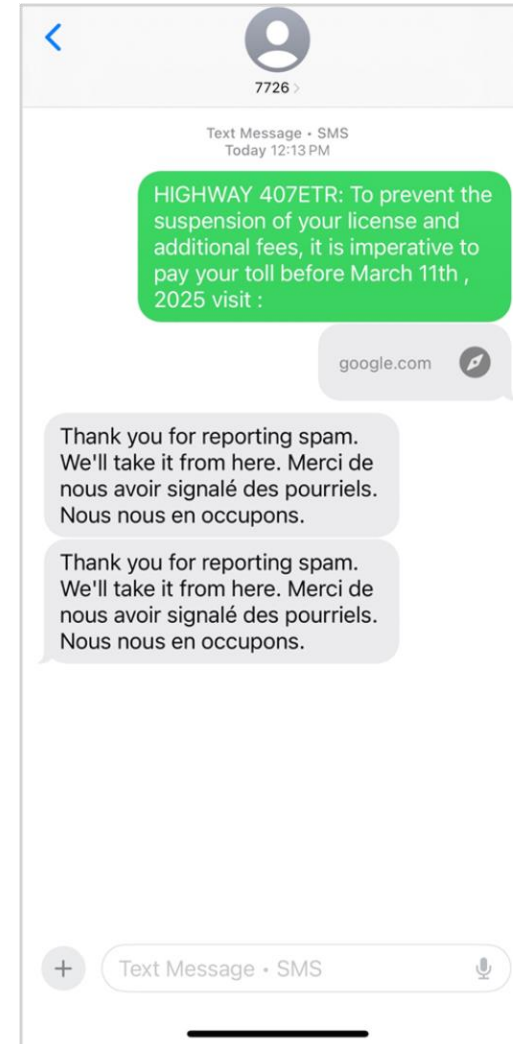 7726
Text Message • SMS
Today 12:13 PM
HIGHWAY 407ETR: To prevent the
suspension of your license and
additional fees, it is imperative to
pay your toll before March 11th ,
2025 visit :
google.com
Thank you for reporting spam.
We'll take it from here. Merci de
nous avoir signalé des pourriels.
Nous nous en occupons.
Thank you for reporting spam.
We'll take it from here. Merci de
nous avoir signalé des pourriels.
Nous nous en occupons.
Text Message • SMS